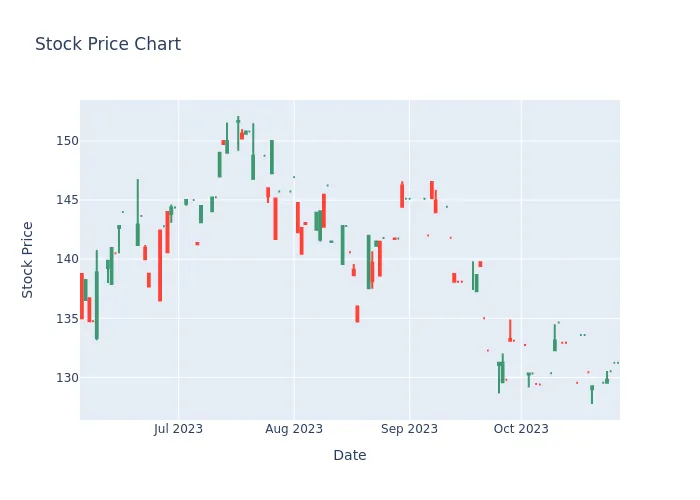 Stock Price Chart
150
145
140
135
130
Stock Price
Jul 2023
Aug 2023
Sep 2023
Oct 2023
Date